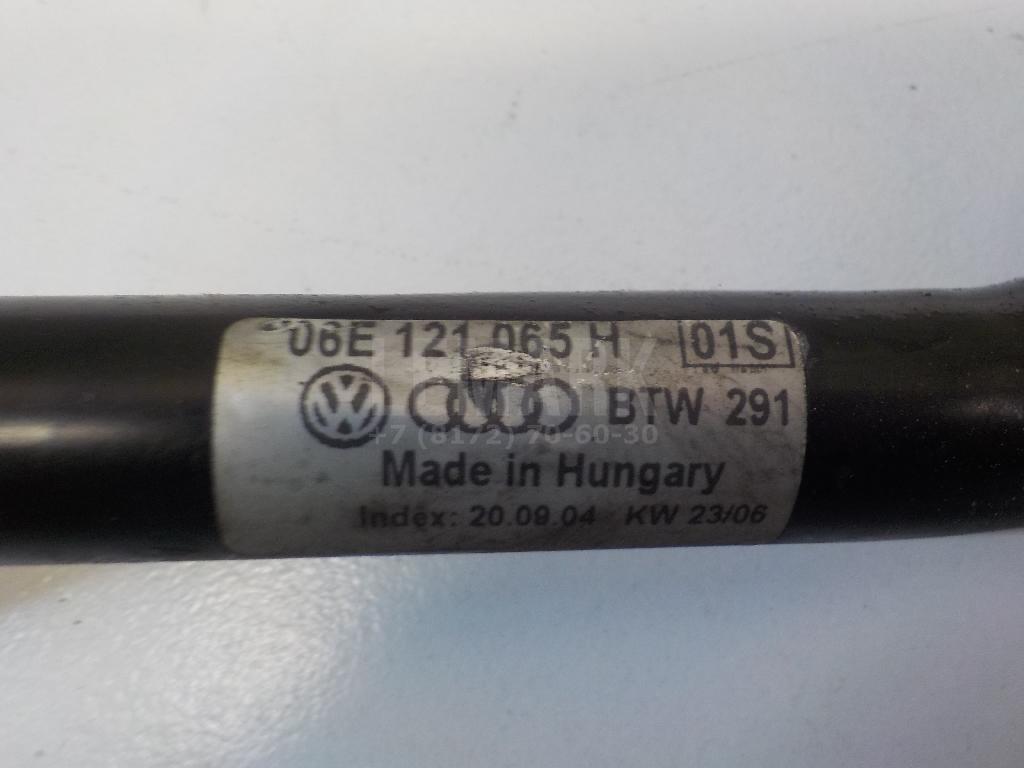 06E 121 065 H 01S
BTW 291
+7 (8172) 70-60-30
Made in Hungary
Index: 20.09.04 KW 23/06